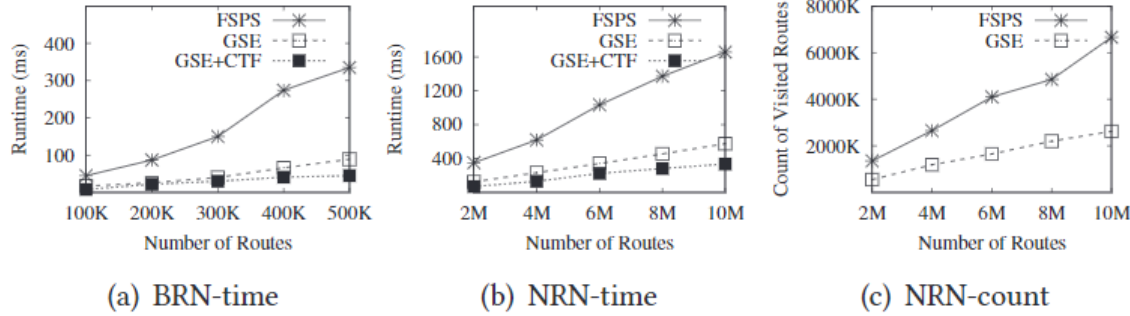 Runtime (ms)
400
300
200
100
FSPS
GSE
GSE+CTF
100K 200K 300K 400K 500K
Number of Routes
(a) BRN-time
Runtime (ms)
1600
1200
800
400
FSPS
GSE
GSE+CTF
2M 4M 6M 8M 10M
Number of Routes
(b) NRN-time
Count of Visited Routes
8000K
6000K
4000K
2000K
FSPS
GSE
2M 4M 6M 8M 10M
Number of Routes
(c) NRN-count